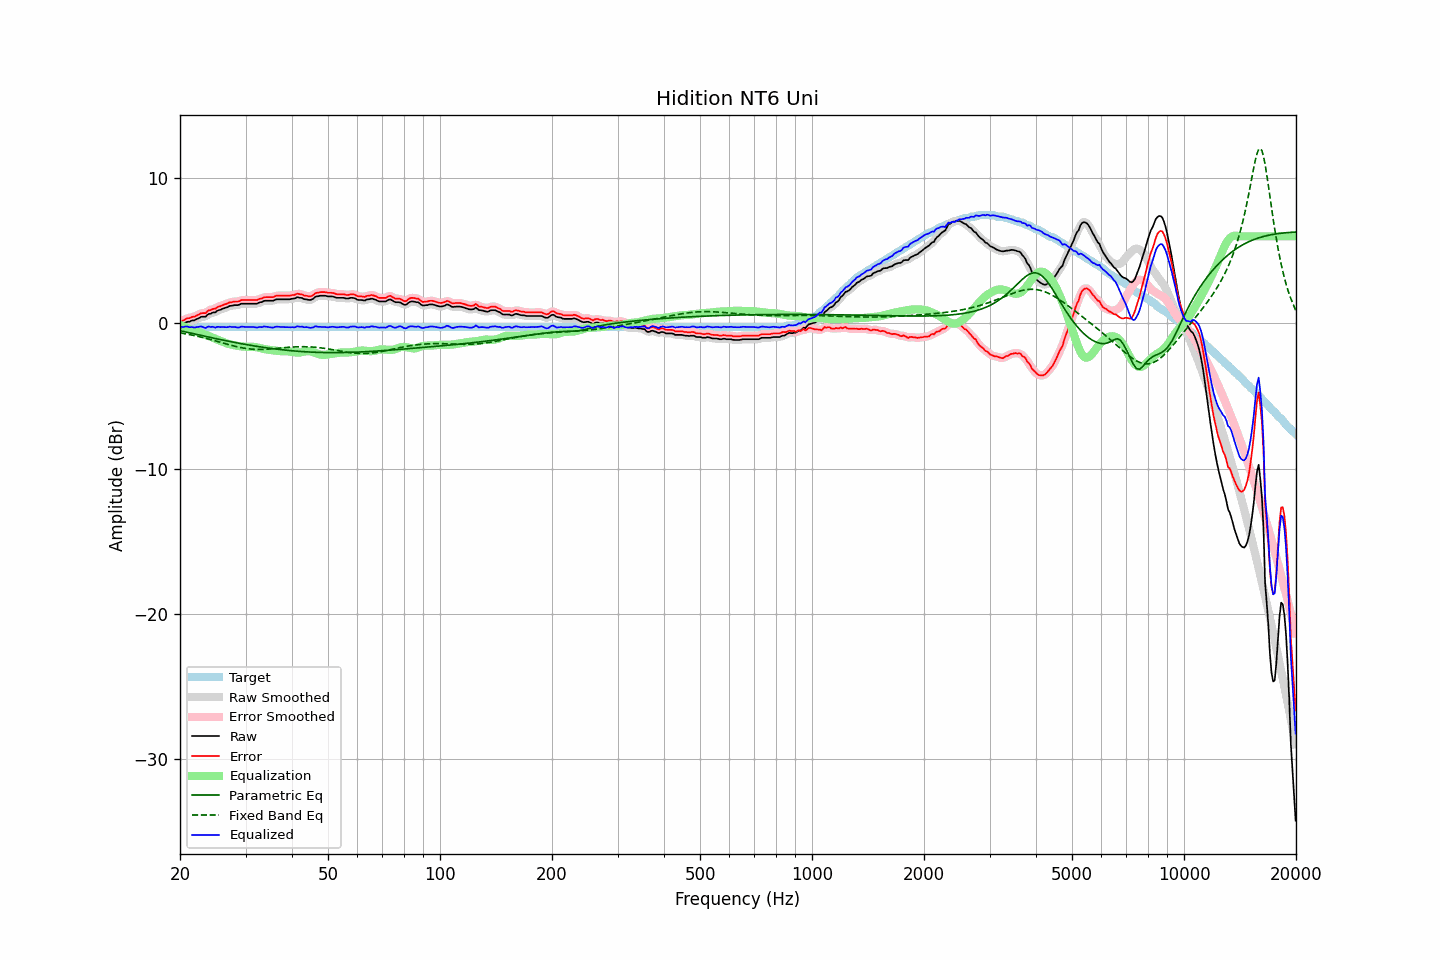 Hidition NT6 Uni
Amplitude (dBr)
10
0
−10
−20
−30
Target
Raw Smoothed
Error Smoothed
Raw
Error
Equalization
Parametric Eq
Fixed Band Eq
Equalized
20 50 100 200 500 1000 2000 5000 10000 20000
Frequency (Hz)